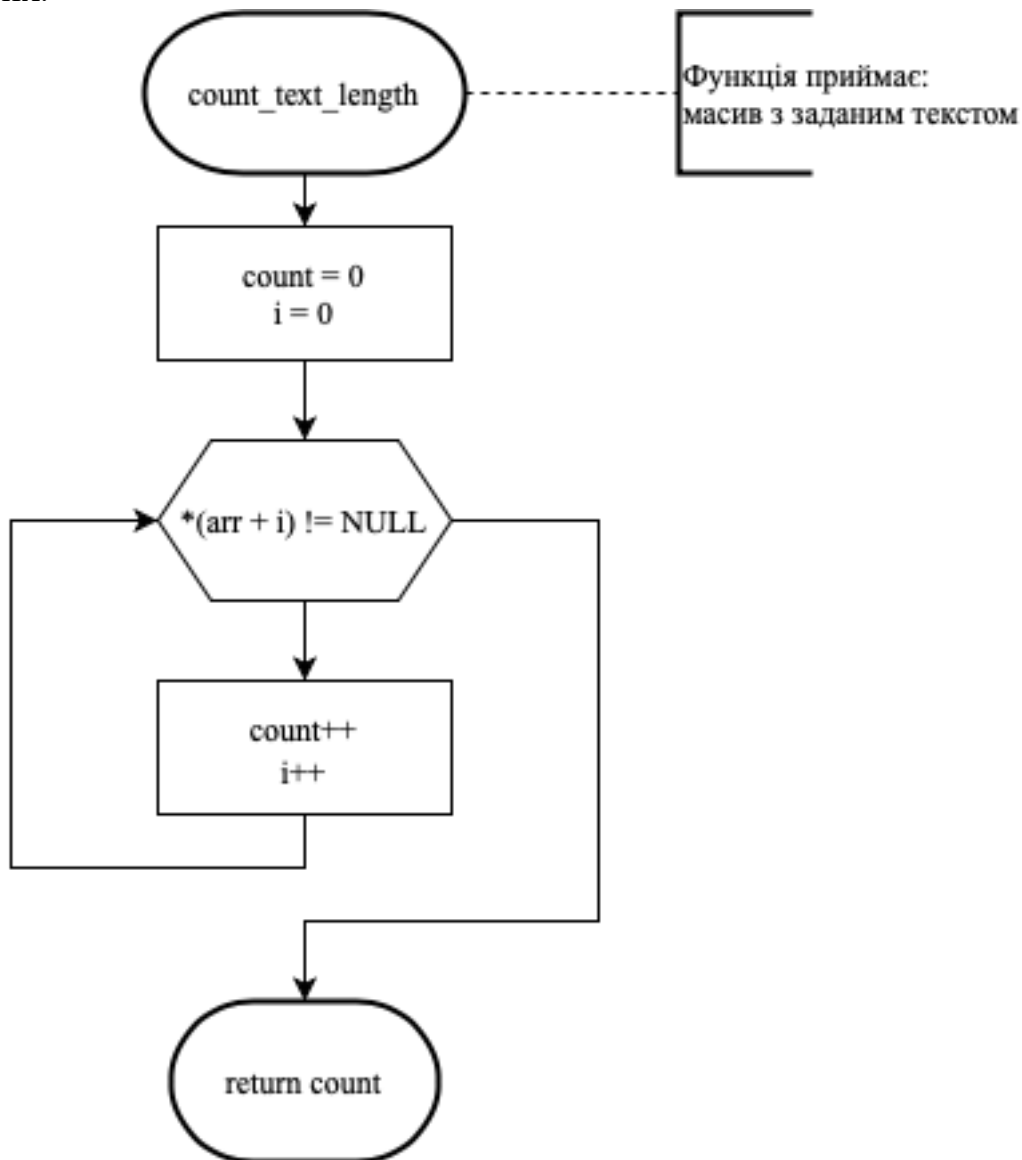 count_text_length
Функція приймає:
масив з заданим текстом
count = 0
i = 0
*(arr + i) != NULL
count++
i++
return count